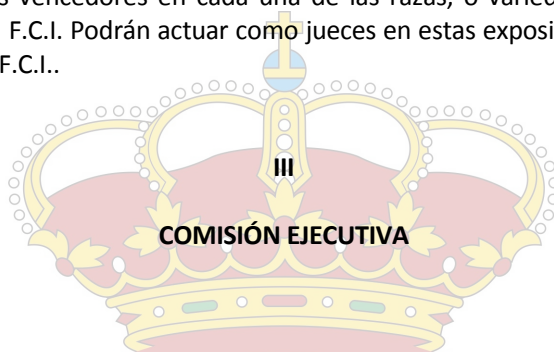 vencedores en cada una de las razas, o
F.C.I. Podrán actuar como jueces en estas
F.C.I..
III
COMISIÓN EJECUTIVA